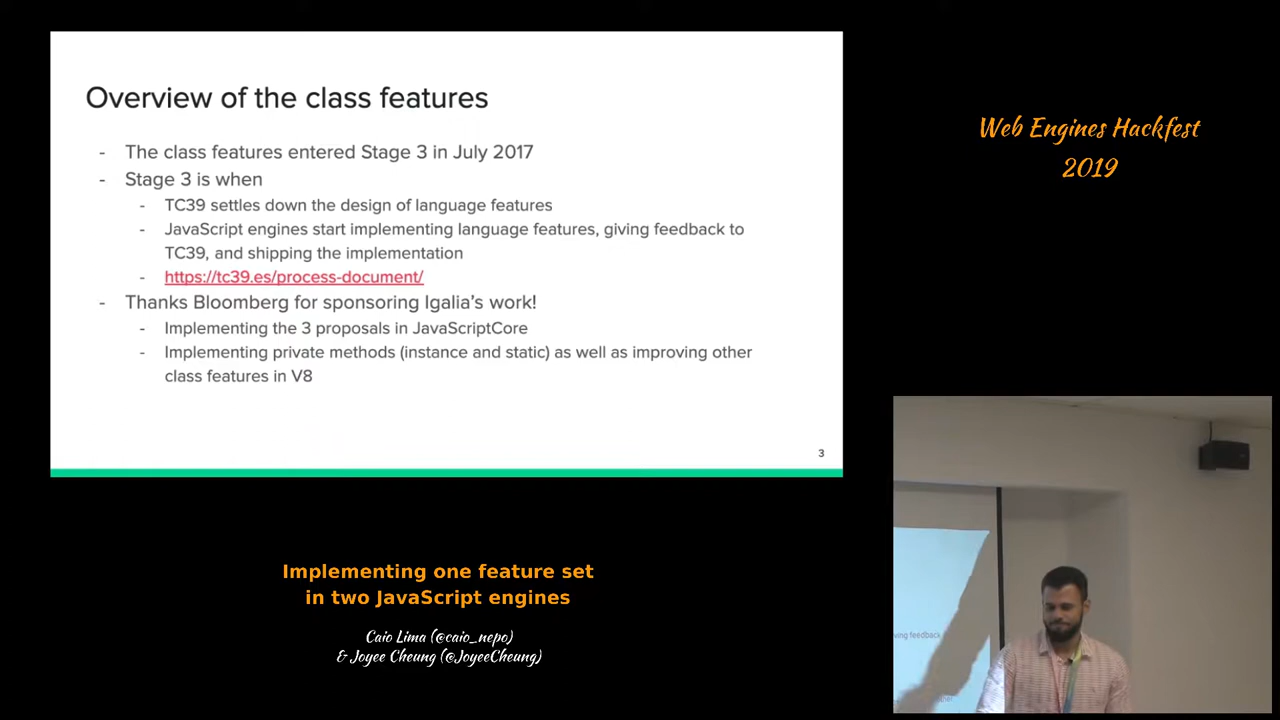 Overview of the class features
- The class features entered Stage 3 in July 2017
- Stage 3 is when
- TC39 settles down the design of language features
- JavaScript engines start implementing language features, giving feedback to
TC39, and shipping the implementation
- https://tc39.es/process-document/
- Thanks Bloomberg for sponsoring Igalia's work!
- Implementing the 3 proposals in JavaScriptCore
- Implementing private methods (instance and static) as well as improving other
class features in V8
3
Web Engines Hackfest
2019
Implementing one feature set
in two JavaScript engines
Caio Lima (@caio_nepo)
& Joyee Cheung (@JoyeeCheung)
ving feedback